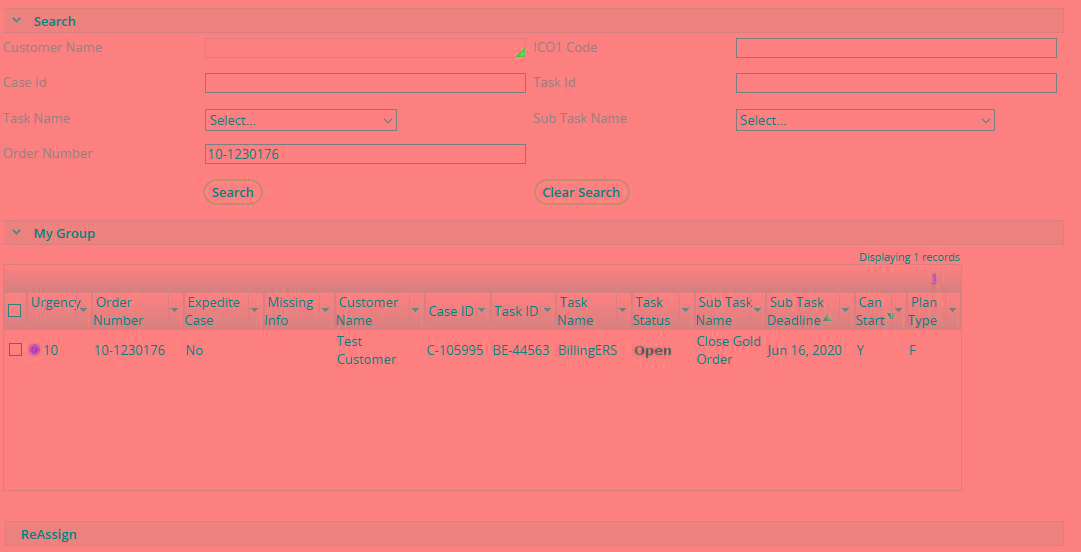 Search
Customer Name ICO1 Code
Case Id Task Id
Task Name Select... Sub Task Name Select...
Order Number 10-1230176
Search Clear Search
My Group
Displaying 1 records
1
Urgency Order Number Expedite Case Missing Info Customer Name Case ID Task ID Task Name Task Status Sub Task Name Sub Task Deadline Can Start Plan Type
10 10-1230176 No Test Customer C-105995 BE-44563 BillingERS Open Close Gold Order Jun 16, 2020 Y F
ReAssign